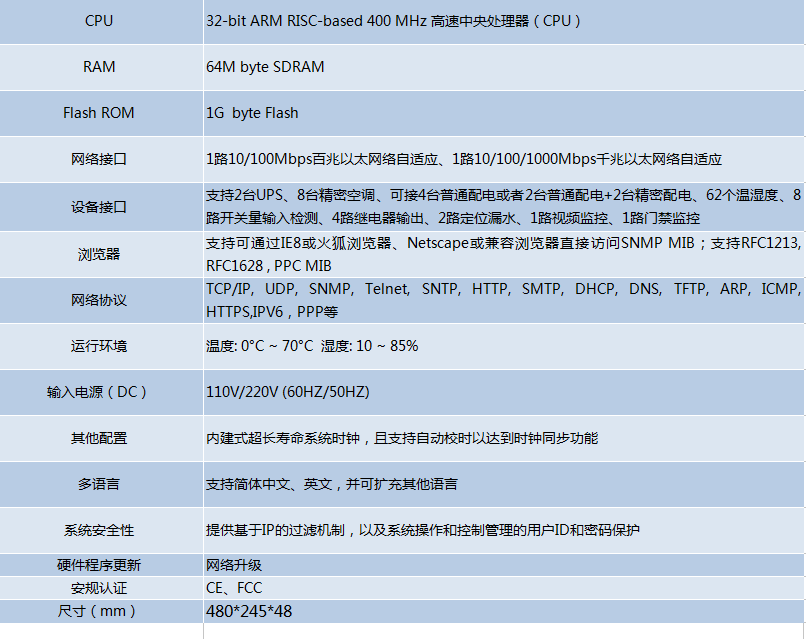 CPU
32-bit ARM RISC-based 400 MHz 高速中央处理器（CPU）
RAM
64M byte SDRAM
Flash ROM
1G  byte Flash
网络接口
1路10/100Mbps百兆以太网络自适应、1路10/100/1000Mbps千兆以太网络自适应
设备接口
支持2台UPS、8台精密空调、可接4台普通配电或者2台普通配电+2台精密配电、62个温湿度、8
路开关量输入检测、4路继电器输出、2路定位漏水、1路视频监控、1路门禁监控
浏览器
支持可通过IE8或火狐浏览器、Netscape或兼容浏览器直接访问SNMP MIB；支持RFC1213,
RFC1628 , PPC MIB
网络协议
TCP/IP, UDP, SNMP, Telnet, SNTP, HTTP, SMTP, DHCP, DNS, TFTP, ARP, ICMP,
HTTPS,IPV6，PPP等
运行环境
温度: 0°C ~ 70°C  湿度: 10 ~ 85%
输入电源（DC）
110V/220V (60HZ/50HZ)
其他配置
内建式超长寿命系统时钟，且支持自动校时以达到时钟同步功能
多语言
支持简体中文、英文，并可扩充其他语言
系统安全性
提供基于IP的过滤机制，以及系统操作和控制管理的用户ID和密码保护
硬件程序更新
网络升级
安规认证
CE、FCC
尺寸（mm）
480*245*48